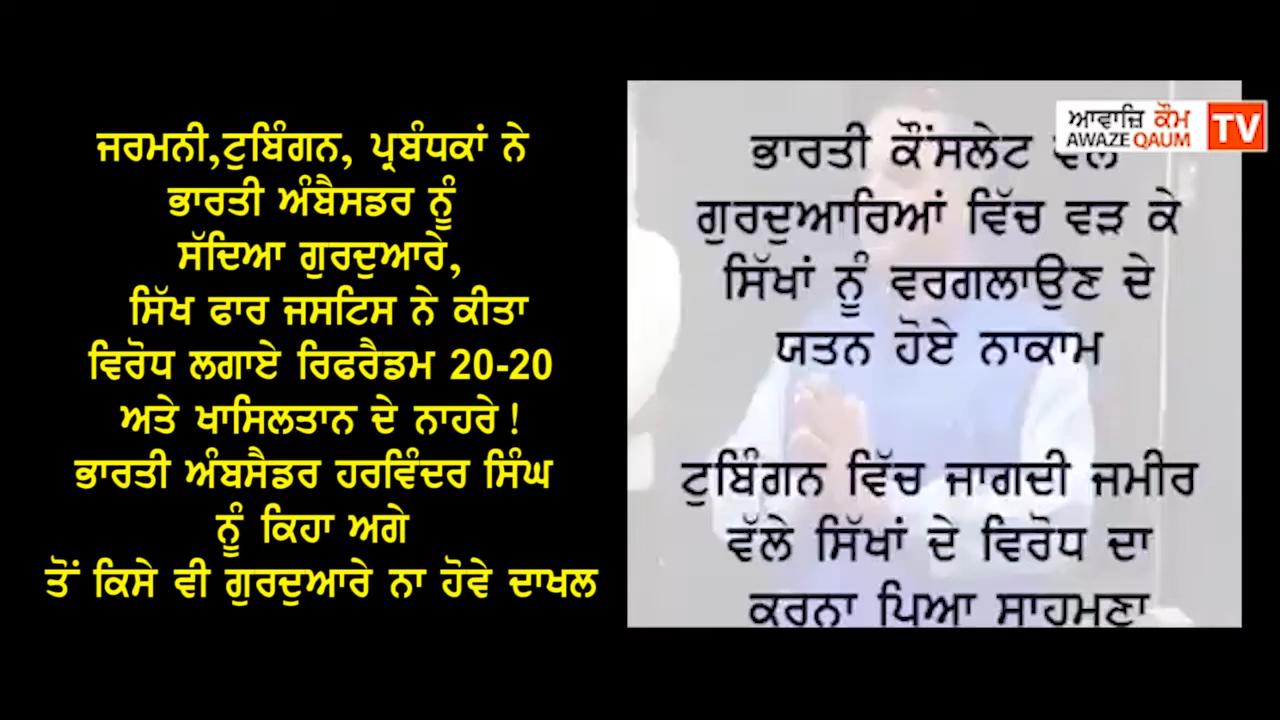 ਜਰਮਨੀ,ਟੁਬਿੰਗਨ, ਪ੍ਰਬੰਧਕਾਂ ਨੇ
ਭਾਰਤੀ ਅੰਬੈਸਡਰ ਨੂੰ
ਸੱਦਿਆ ਗੁਰਦੁਆਰੇ,
ਸਿੱਖ ਫਾਰ ਜਸਟਿਸ ਨੇ ਕੀਤਾ
ਵਿਰੋਧ ਲਗਾਏ ਰਿਫਰੈਡਮ 20-20
ਅਤੇ ਖਾਸਿਲਤਾਨ ਦੇ ਨਾਹਰੇ !
ਭਾਰਤੀ ਅੰਬਸੈਡਰ ਹਰਵਿੰਦਰ ਸਿੰਘ
ਨੂੰ ਕਿਹਾ ਅਗੇ
ਤੋਂ ਕਿਸੇ ਵੀ ਗੁਰਦੁਆਰੇ ਨਾ ਹੋਵੇ ਦਾਖਲ
ਆਵਾਜ਼ਿ ਕੌਮ
AWAZE QAUM
TV
ਭਾਰਤੀ ਕੌਂਸਲੇਟ
ਗੁਰਦੁਆਰਿਆਂ ਵਿੱਚ ਵੜ ਕੇ
ਸਿੱਖਾਂ ਨੂੰ ਵਰਗਲਾਉਣ ਦੇ
ਯਤਨ ਹੋਏ ਨਾਕਾਮ
ਟੁਬਿੰਗਨ ਵਿੱਚ ਜਾਗਦੀ ਜਮੀਰ
ਵੱਲੇ ਸਿੱਖਾਂ ਦੇ ਵਿਰੋਧ ਦਾ
ਕਰਨਾ ਪਿਆ ਸਾਹਮਣਾ